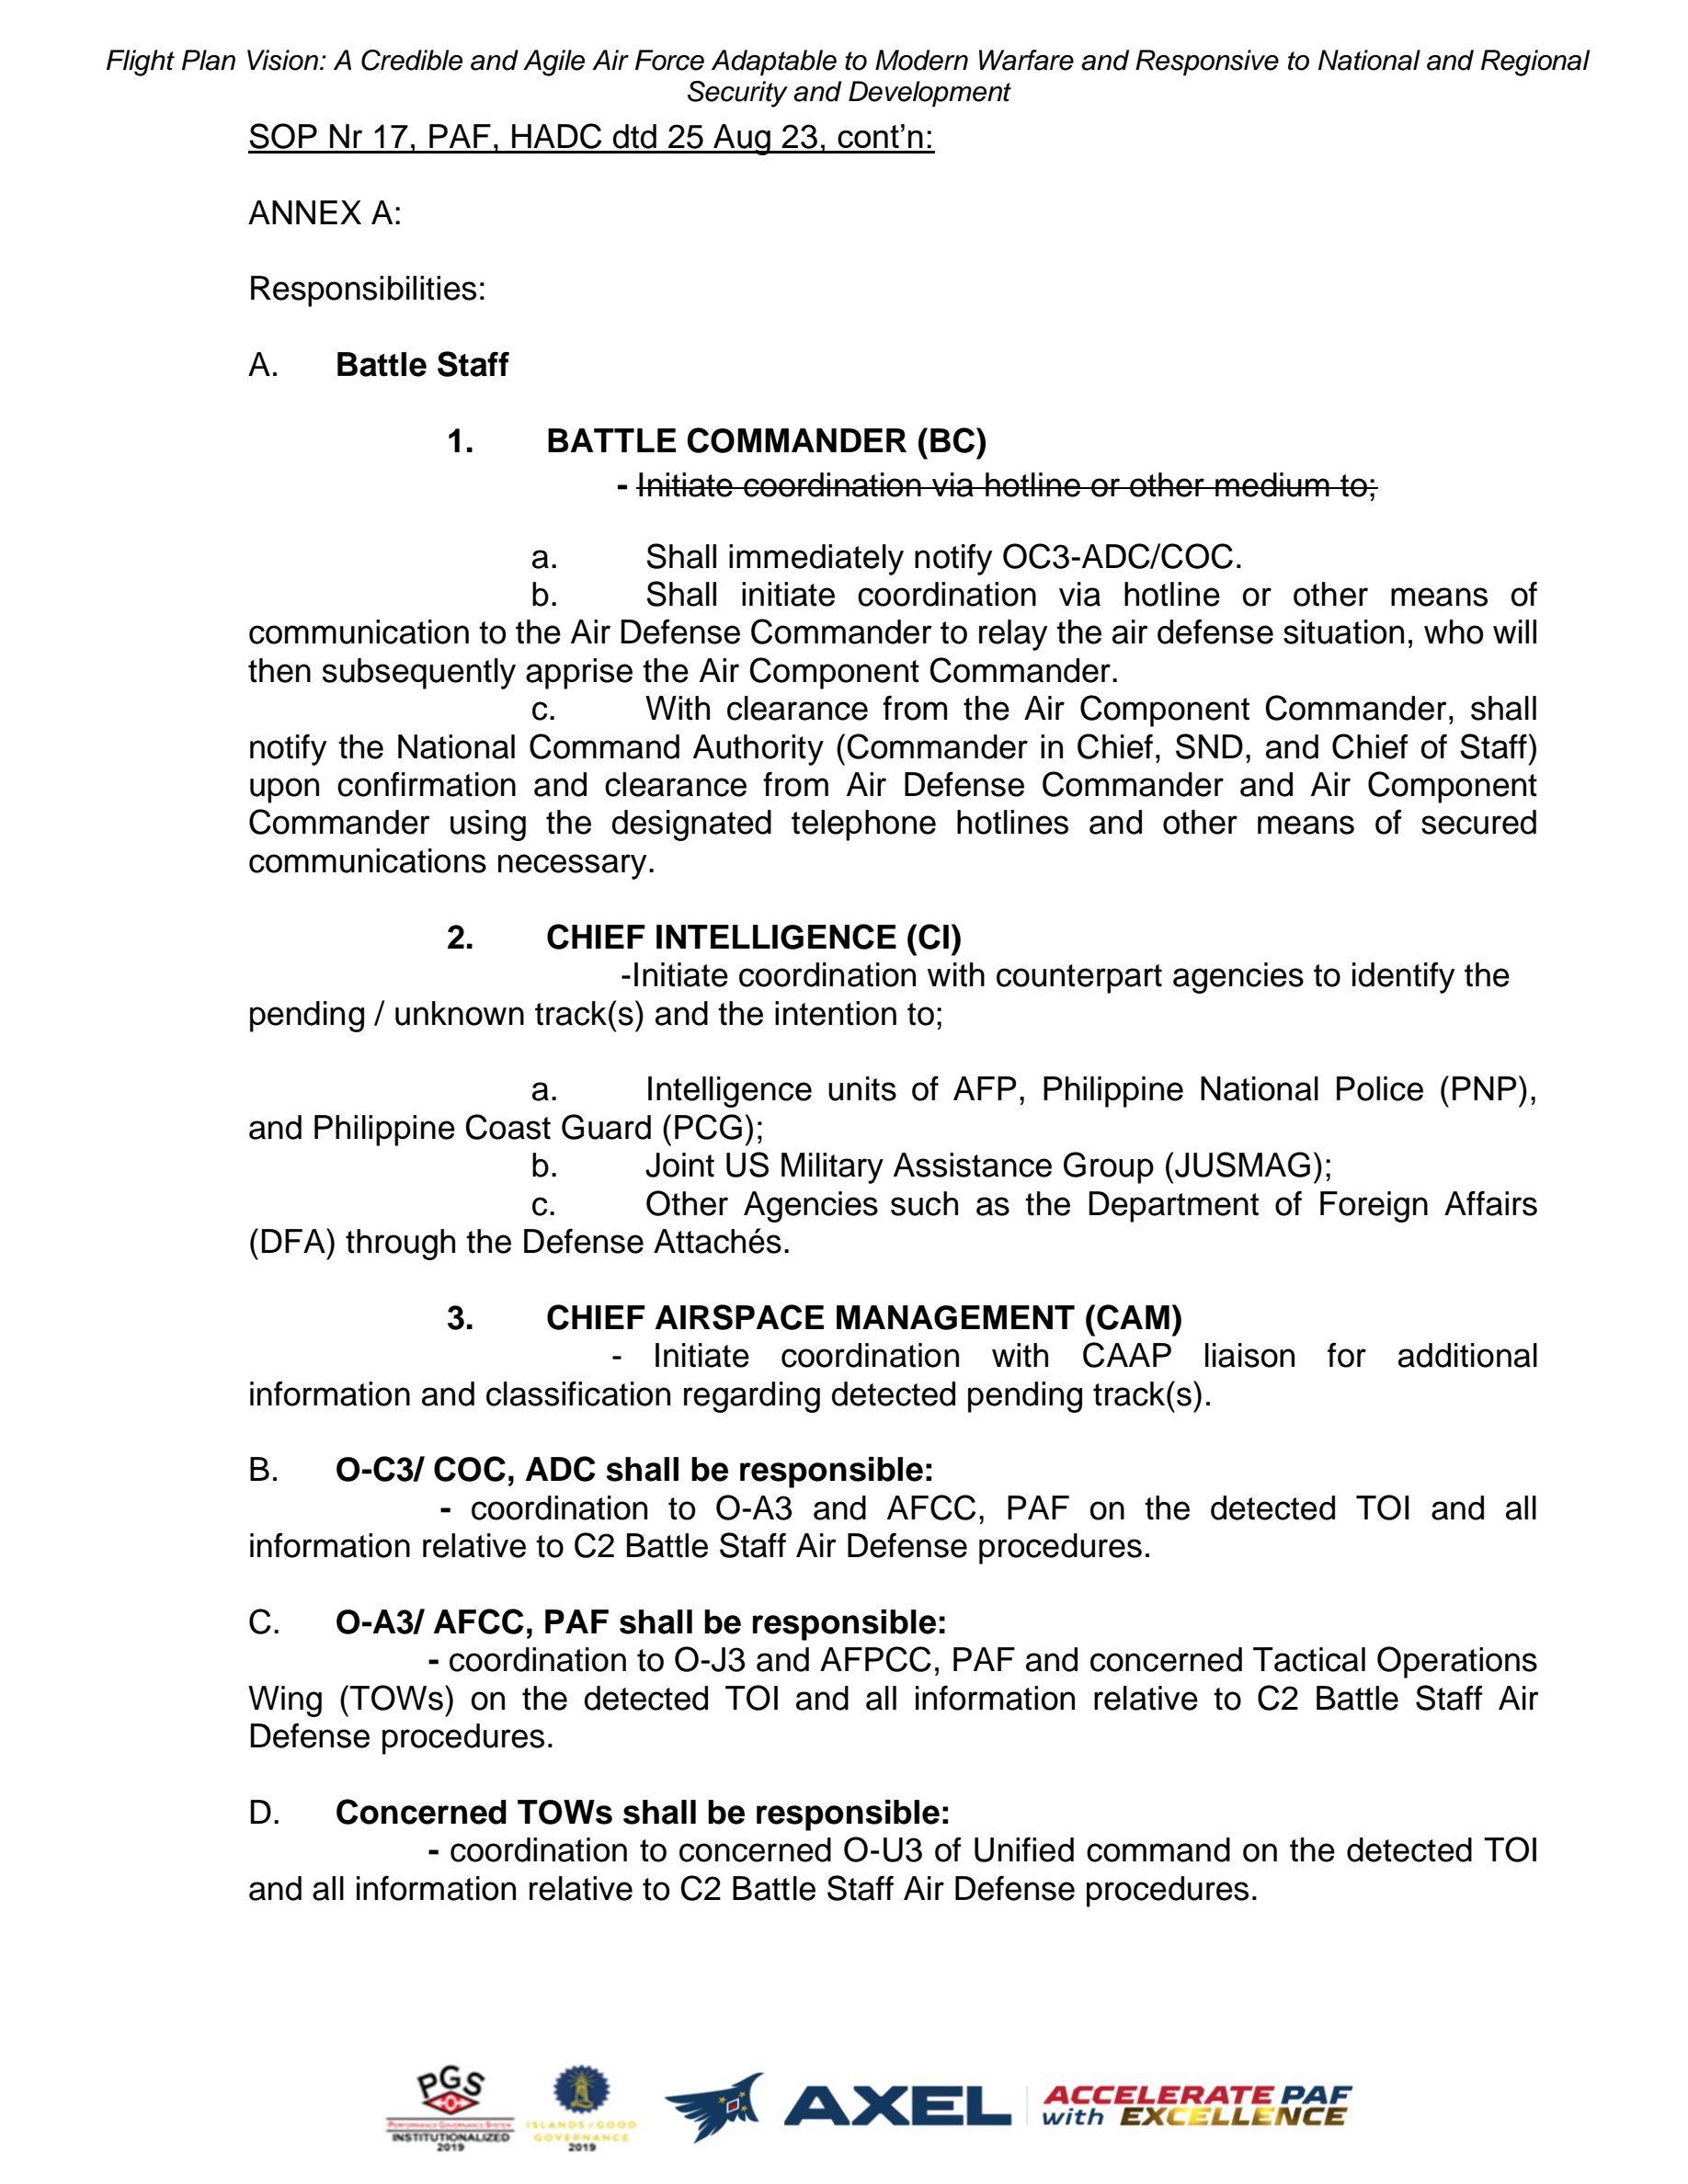 Flight Plan Vision: A Credible and Agile Air Force Adaptable to Modern Warfare and Responsive to National and Regional
Security and Development
SOP Nr 17, PAF, HADC dtd 25 Aug 23, cont’n:
ANNEX A:
Responsibilities:
A. Battle Staff
1. BATTLE COMMANDER (BC)
- Initiate coordination via hotline or other medium to;
a. Shall immediately notify OC3-ADC/COC.
b. Shall initiate coordination via hotline or other means of
communication to the Air Defense Commander to relay the air defense situation, who will
then subsequently apprise the Air Component Commander.
c. With clearance from the Air Component Commander, shall
notify the National Command Authority (Commander in Chief, SND, and Chief of Staff)
upon confirmation and clearance from Air Defense Commander and Air Component
Commander using the designated telephone hotlines and other means of secured
communications necessary.
2. CHIEF INTELLIGENCE (CI)
-Initiate coordination with counterpart agencies to identify the
pending / unknown track(s) and the intention to;
a. Intelligence units of AFP, Philippine National Police (PNP),
and Philippine Coast Guard (PCG);
b. Joint US Military Assistance Group (JUSMAG);
c. Other Agencies such as the Department of Foreign Affairs
(DFA) through the Defense Attachés.
3. CHIEF AIRSPACE MANAGEMENT (CAM)
- Initiate coordination with CAAP liaison for additional
information and classification regarding detected pending track(s).
B. O-C3/ COC, ADC shall be responsible:
- coordination to O-A3 and AFCC, PAF on the detected TOI and all
information relative to C2 Battle Staff Air Defense procedures.
C. O-A3/ AFCC, PAF shall be responsible:
- coordination to O-J3 and AFPCC, PAF and concerned Tactical Operations
Wing (TOWs) on the detected TOI and all information relative to C2 Battle Staff Air
Defense procedures.
D. Concerned TOWs shall be responsible:
- coordination to concerned O-U3 of Unified command on the detected TOI
and all information relative to C2 Battle Staff Air Defense procedures.
PGS
PERFORMANCE GOVERNANCE SYSTEM
INSTITUTIONALIZED
2019
ISLANDS of GOOD
GOVERNANCE
2019
AXEL
ACCELERATE PAF
with EXCELLENCE